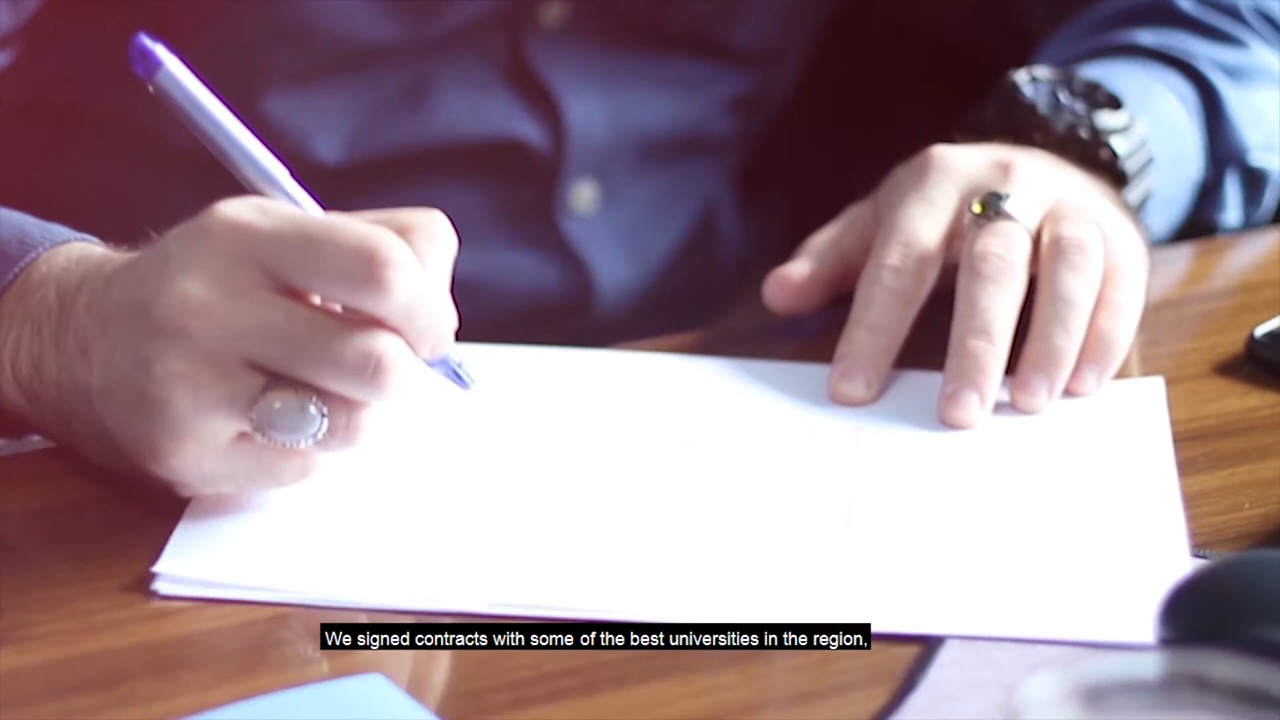 We signed contracts with some of the best universities in the region,